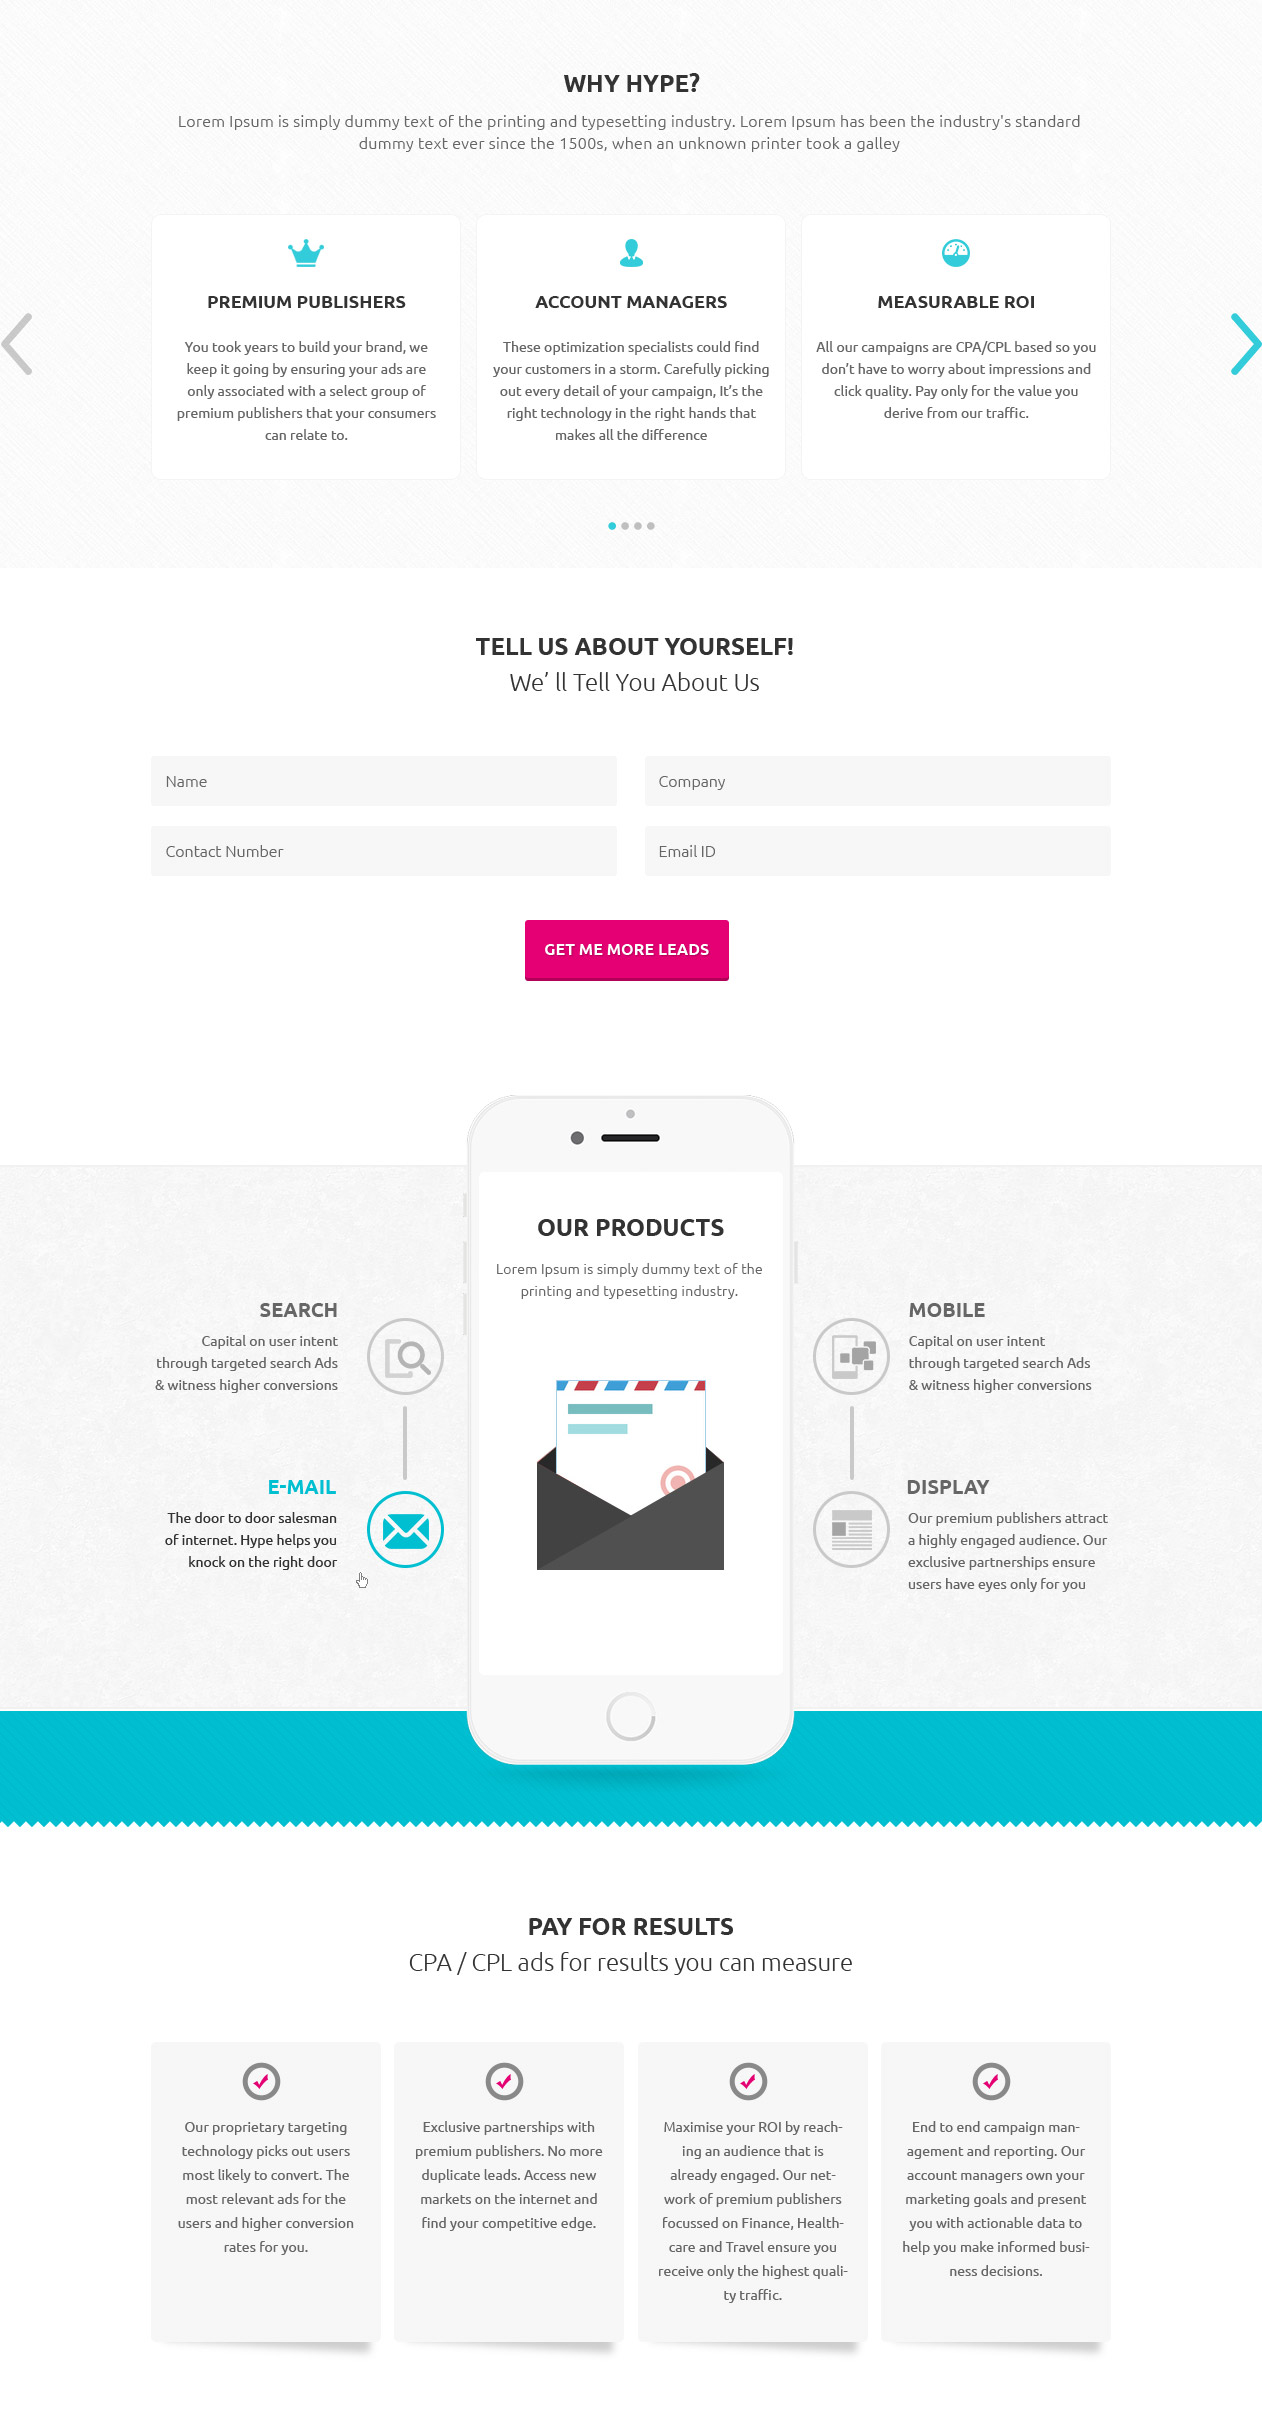 WHY HYPE?
Lorem Ipsum is simply dummy text of the printing and typesetting industry. Lorem Ipsum has been the industry's standard
dummy text ever since the 1500s, when an unknown printer took a galley
PREMIUM PUBLISHERS
You took years to build your brand, we
keep it going by ensuring your ads are
only associated with a select group of
premium publishers that your consumers
can relate to.
ACCOUNT MANAGERS
These optimization specialists could find
your customers in a storm. Carefully picking
out every detail of your campaign, It’s the
right technology in the right hands that
makes all the difference
MEASURABLE ROI
All our campaigns are CPA/CPL based so you
don’t have to worry about impressions and
click quality. Pay only for the value you
derive from our traffic.
TELL US ABOUT YOURSELF!
We’ ll Tell You About Us
Name
Company
Contact Number
Email ID
GET ME MORE LEADS
OUR PRODUCTS
Lorem Ipsum is simply dummy text of the
printing and typesetting industry.
SEARCH
Capital on user intent
through targeted search Ads
& witness higher conversions
E-MAIL
The door to door salesman
of internet. Hype helps you
knock on the right door
MOBILE
Capital on user intent
through targeted search Ads
& witness higher conversions
DISPLAY
Our premium publishers attract
a highly engaged audience. Our
exclusive partnerships ensure
users have eyes only for you
PAY FOR RESULTS
CPA / CPL ads for results you can measure
Our proprietary targeting
technology picks out users
most likely to convert. The
most relevant ads for the
users and higher conversion
rates for you.
Exclusive partnerships with
premium publishers. No more
duplicate leads. Access new
markets on the internet and
find your competitive edge.
Maximise your ROI by reach-
ing an audience that is
already engaged. Our net-
work of premium publishers
focussed on Finance, Health-
care and Travel ensure you
receive only the highest quali-
ty traffic.
End to end campaign man-
agement and reporting. Our
account managers own your
marketing goals and present
you with actionable data to
help you make informed busi-
ness decisions.